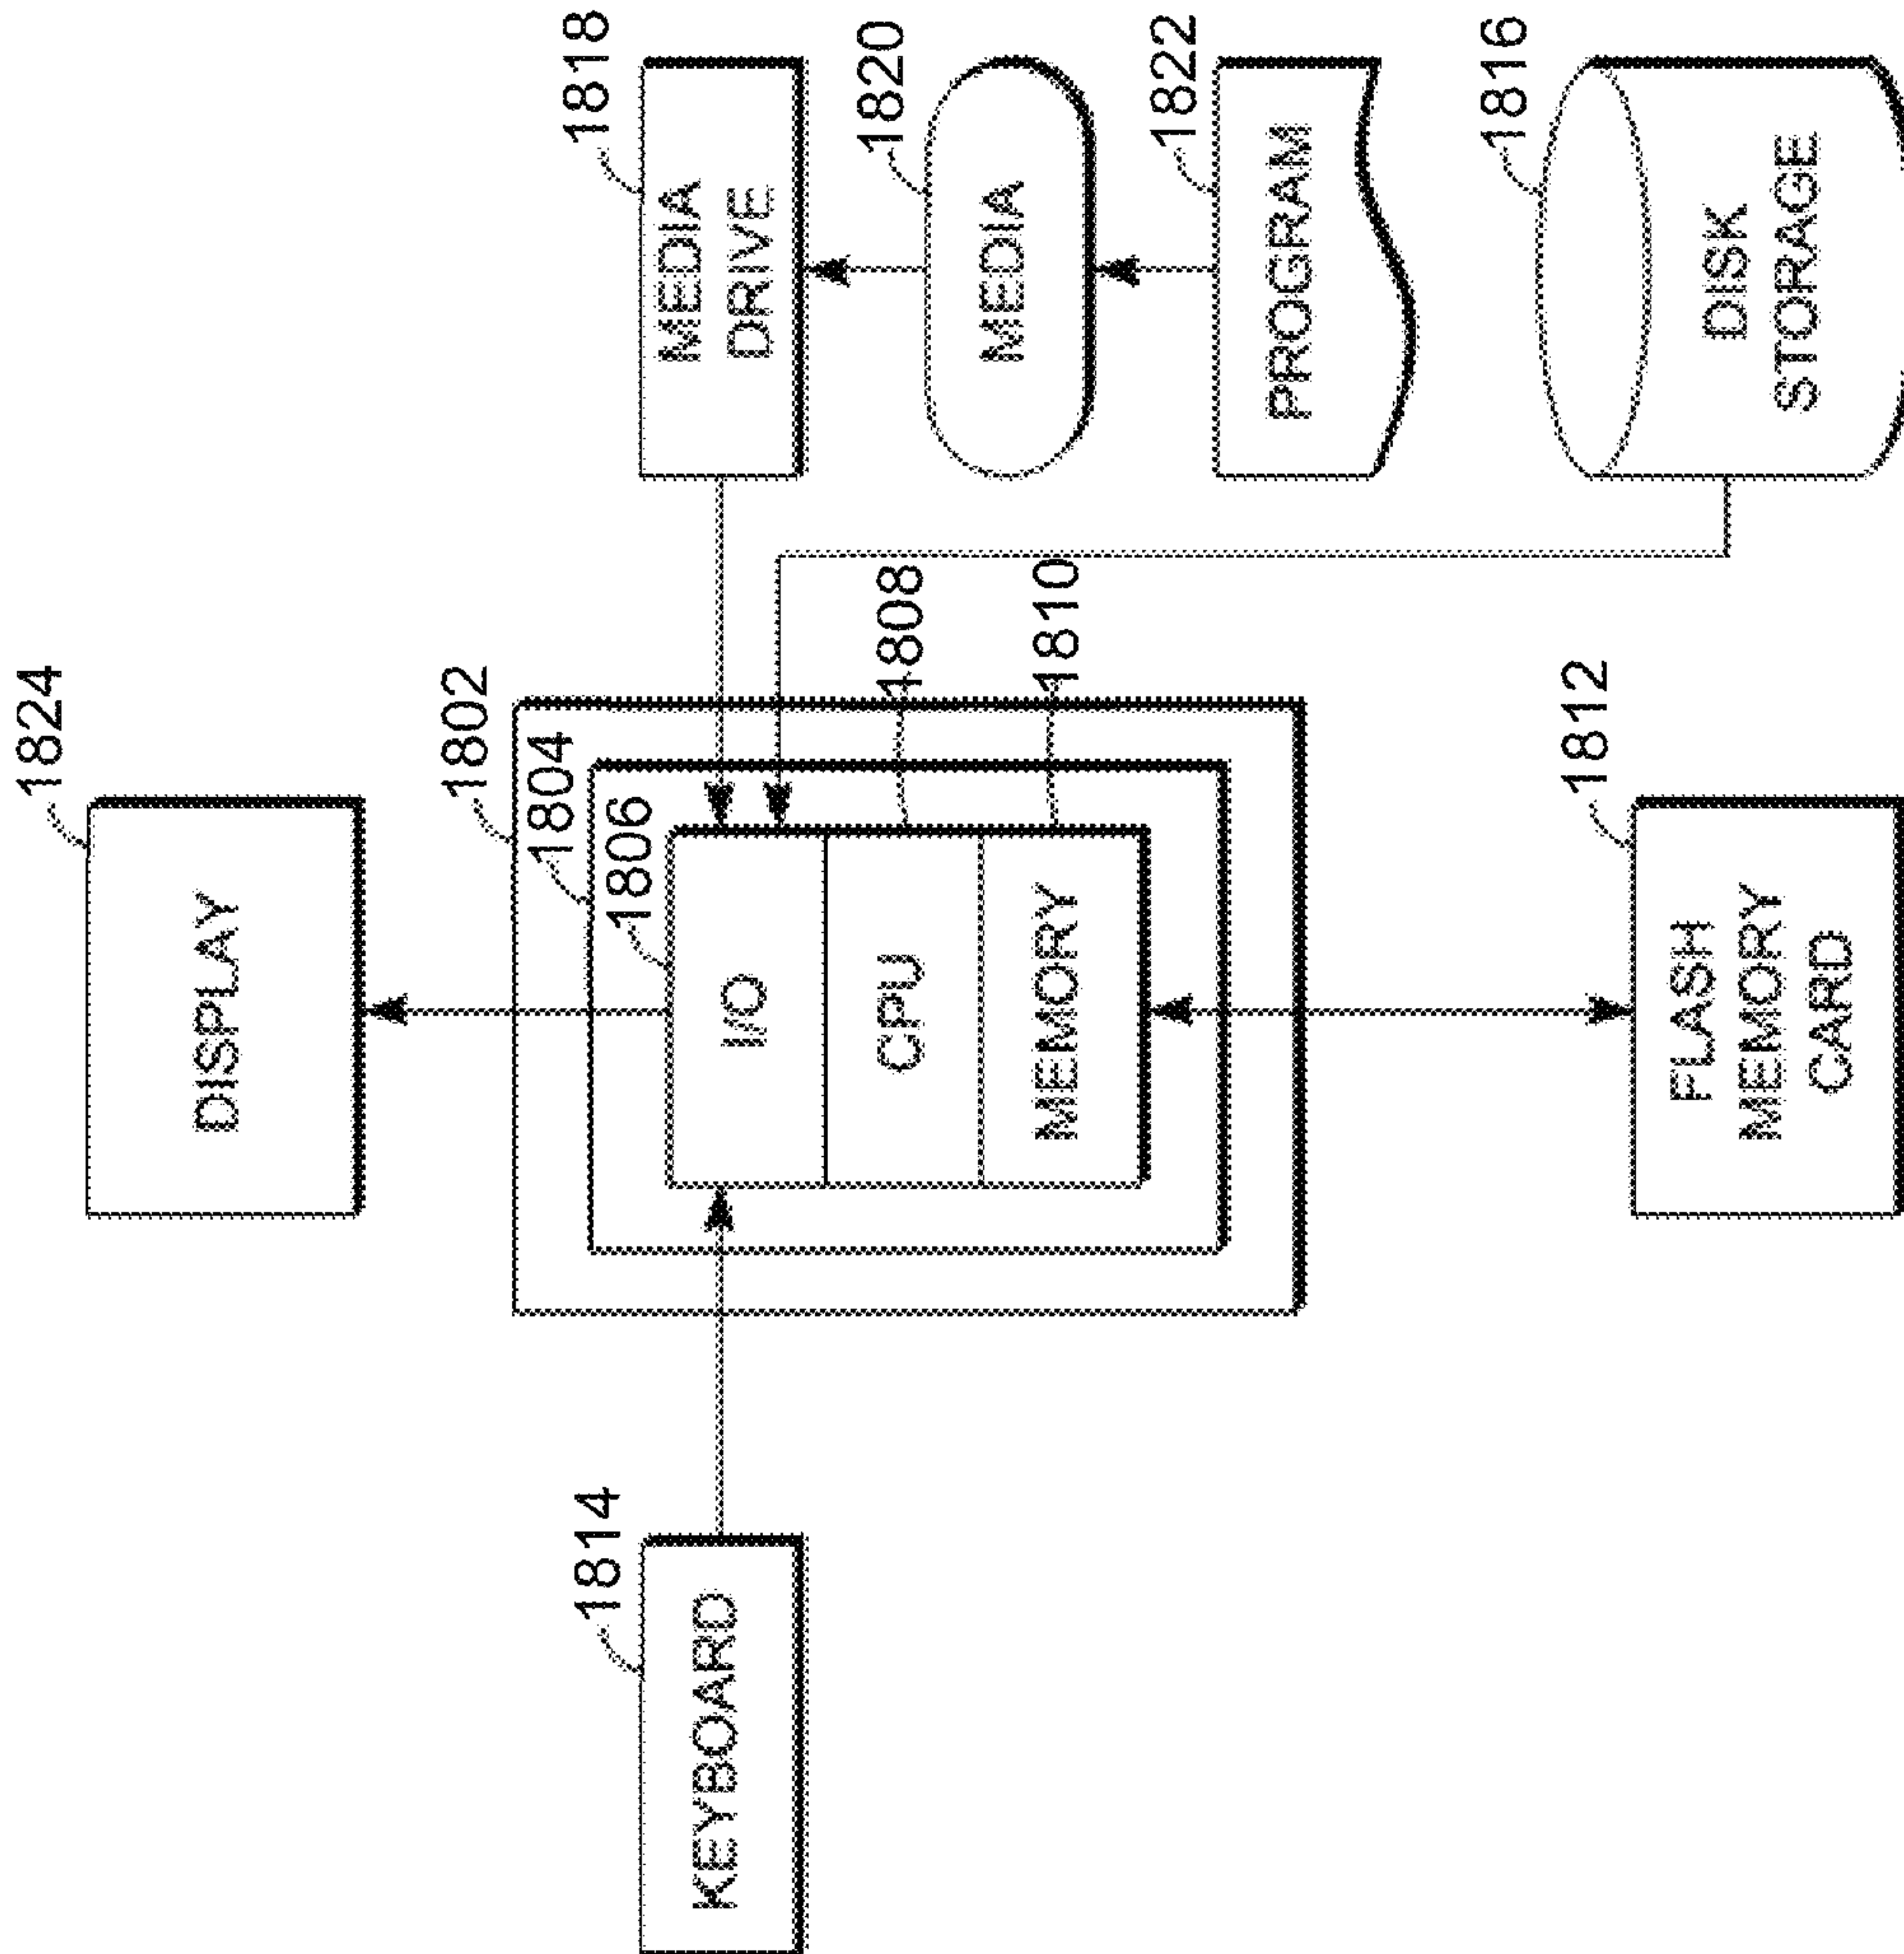 1824
DISPLAY
1802
1804
1806
I/O
CPU
MEMORY
1808
1810
1814
KEYBOARD
1812
FLASH
MEMORY
CARD
1818
MEDIA
DRIVE
1820
MEDIA
1822
PROGRAM
1816
DISK
STORAGE